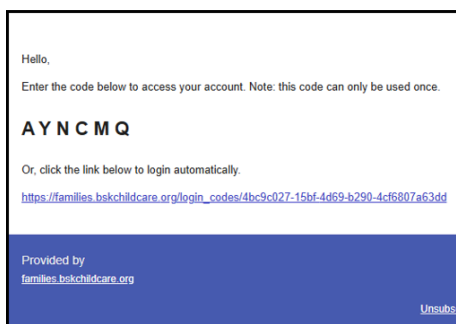 Hello,
Enter the code below to access your account. Note: this code can only be used once.
A Y N C M Q
Or, click the link below to login automatically.
https://families.bskchildcare.org/login_codes/4bc9c027-15bf-4d69-b290-4cf6807a63dd
Provided by
families.bskchildcare.org
Unsubs